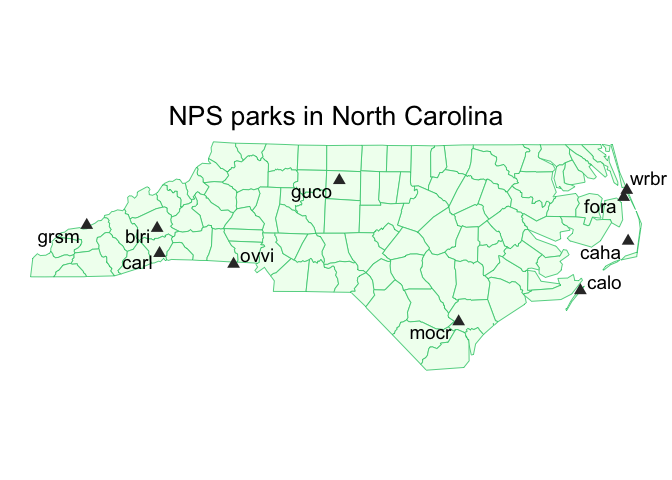 NPS parks in North Carolina
wrbr
guco
fora
grsm
blri
ovvi
caha
carl
calo
mocr